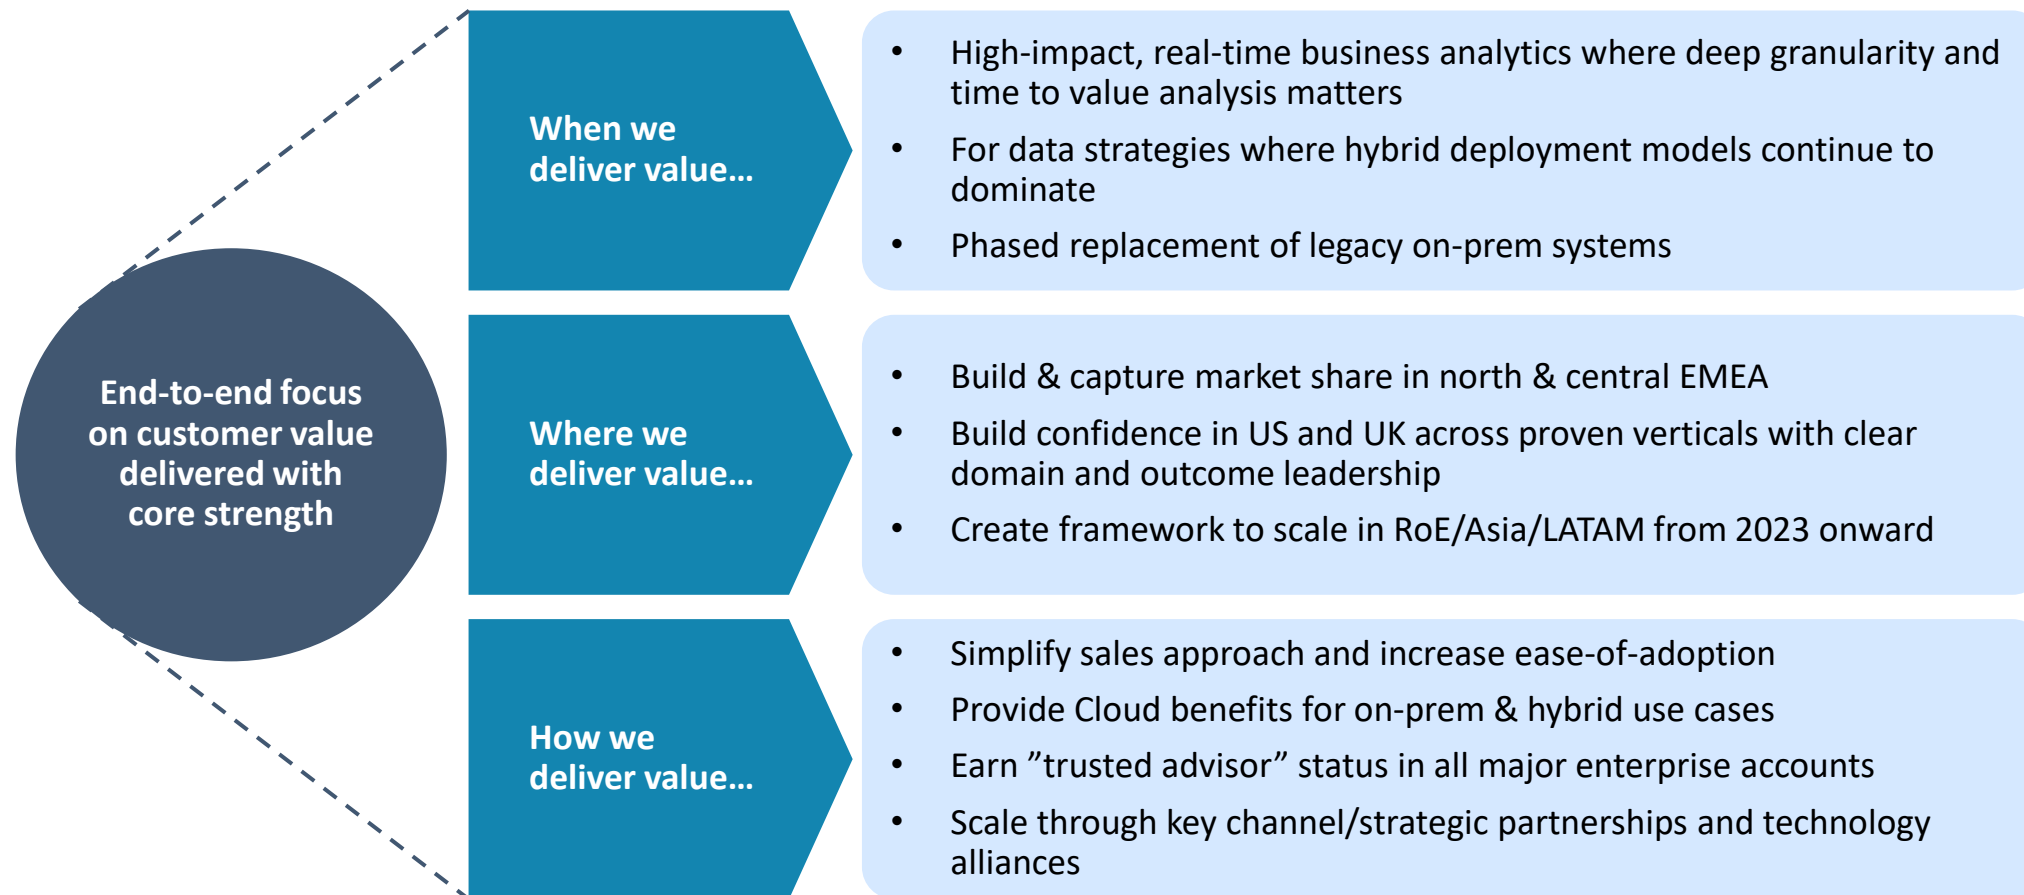 End-to-end focus
on customer value
delivered with
core strength
When we
deliver value...
• High-impact, real-time business analytics where deep granularity and
time to value analysis matters
• For data strategies where hybrid deployment models continue to
dominate
• Phased replacement of legacy on-prem systems
Where we
deliver value...
• Build & capture market share in north & central EMEA
• Build confidence in US and UK across proven verticals with clear
domain and outcome leadership
• Create framework to scale in RoE/Asia/LATAM from 2023 onward
How we
deliver value...
• Simplify sales approach and increase ease-of-adoption
• Provide Cloud benefits for on-prem & hybrid use cases
• Earn ”trusted advisor” status in all major enterprise accounts
• Scale through key channel/strategic partnerships and technology
alliances